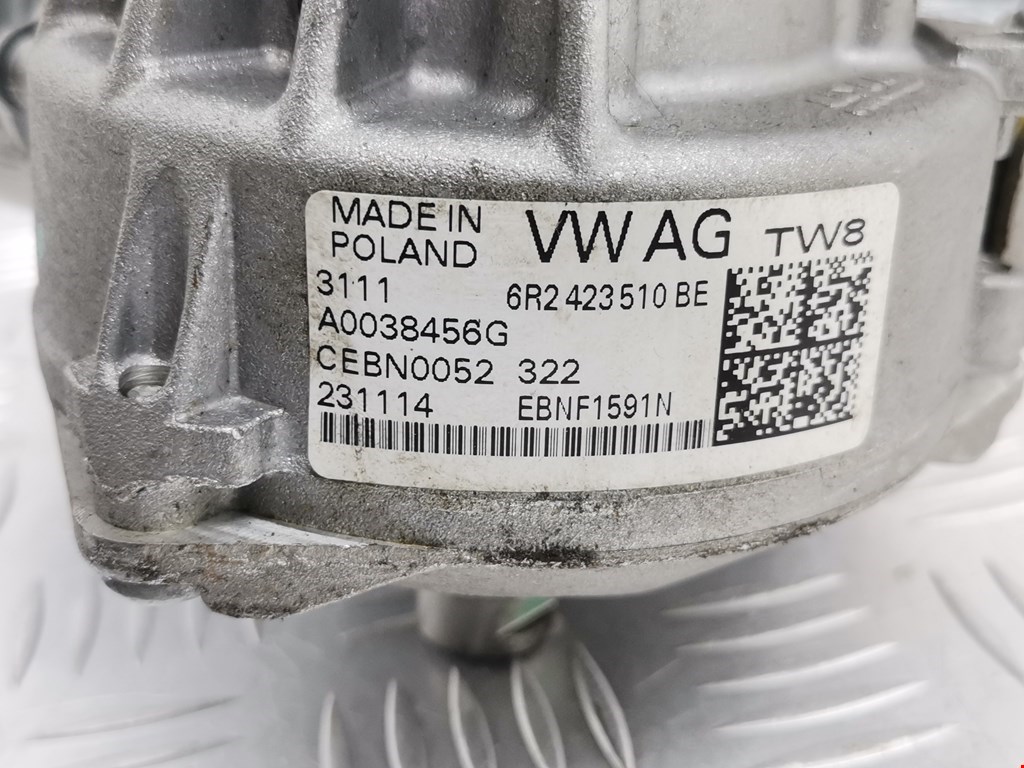 MADE IN
POLAND
VW AG
TW8
3111
6R2 423 510 BE
A0038456G
CEBN0052 322
231114 EBNF1591N